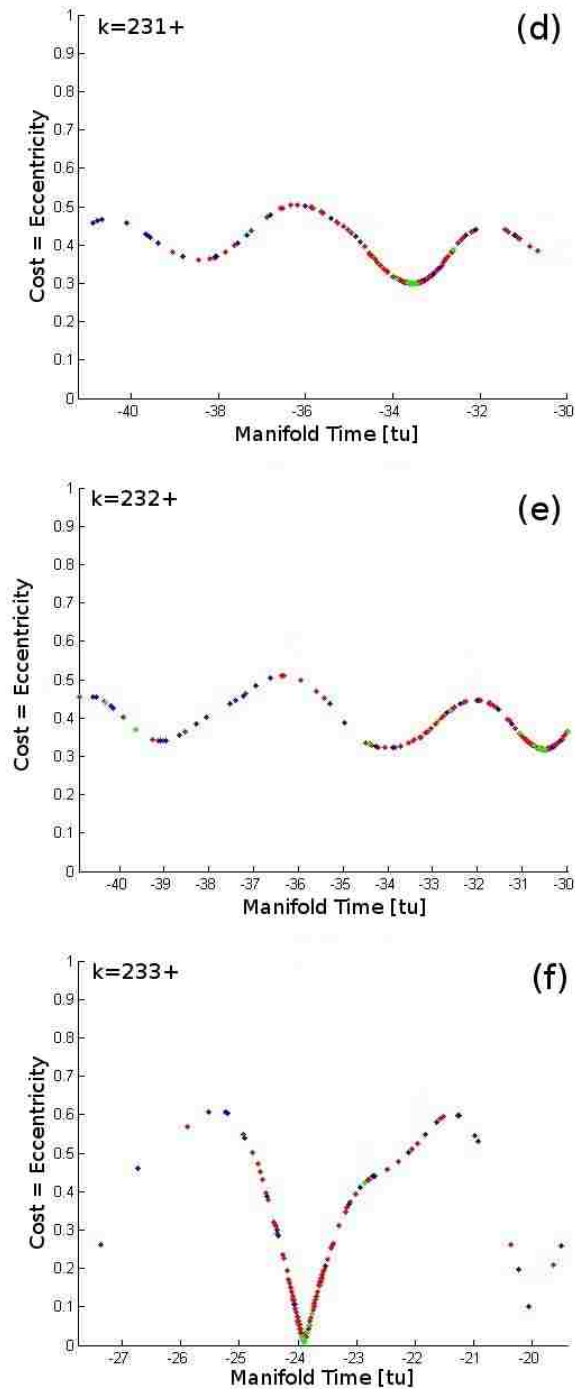 k=231+
(d)
1
0.9
0.8
0.7
0.6
0.5
0.4
0.3
0.2
0.1
0
Cost = Eccentricity
-40 -38 -36 -34 -32 -30
Manifold Time [tu]
k=232+
(e)
1
0.9
0.8
0.7
0.6
0.5
0.4
0.3
0.2
0.1
0
Cost = Eccentricity
-40 -39 -38 -37 -36 -35 -34 -33 -32 -31 -30
Manifold Time [tu]
k=233+
(f)
1
0.9
0.8
0.7
0.6
0.5
0.4
0.3
0.2
0.1
0
Cost = Eccentricity
-27 -26 -25 -24 -23 -22 -21 -20
Manifold Time [tu]